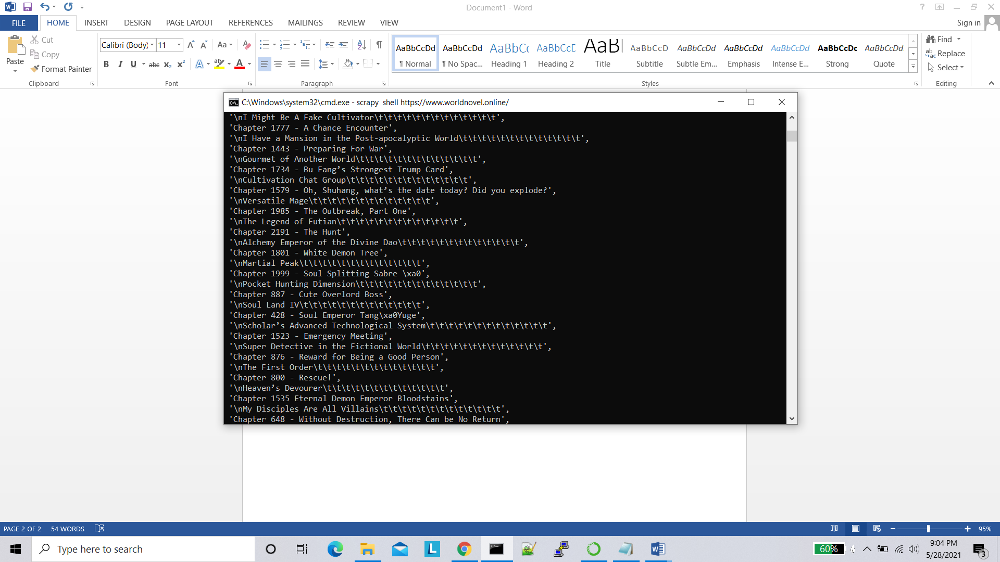 Document1 - Word
FILE HOME INSERT DESIGN PAGE LAYOUT REFERENCES MAILINGS REVIEW VIEW Sign in
Paste Cut
Copy
Format Painter
Clipboard
Calibri (Body) 11 Aa
B I U abc x₂ x² A ab A
Font
Paragraph
AaBbCcDd AaBbCcDd AaBbCc AaBbCcD AaBl AaBbCcD AaBbCcDd AaBbCcDd AaBbCcDd AaBbCcDc AaBbCcDd
¶ Normal ¶ No Spac... Heading 1 Heading 2 Title Subtitle Subtle Em... Emphasis Intense E... Strong Quote
Styles
Find
Replace
Select
Editing
C:\Windows\system32\cmd.exe - scrapy  shell https://www.worldnovel.online/
'\nI Might Be A Fake Cultivator\t\t\t\t\t\t\t\t\t\t\t\t\t',
'Chapter 1777 - A Chance Encounter',
'\nI Have a Mansion in the Post-apocalyptic World\t\t\t\t\t\t\t\t\t\t\t\t\t',
'Chapter 1443 - Preparing For War',
'\nGourmet of Another World\t\t\t\t\t\t\t\t\t\t\t\t\t',
'Chapter 1734 - Bu Fang’s Strongest Trump Card',
'\nCultivation Chat Group\t\t\t\t\t\t\t\t\t\t\t\t\t',
'Chapter 1579 - Oh, Shuhang, what’s the date today? Did you explode?',
'\nVersatile Mage\t\t\t\t\t\t\t\t\t\t\t\t\t',
'Chapter 1985 - The Outbreak, Part One',
'\nThe Legend of Futian\t\t\t\t\t\t\t\t\t\t\t\t\t',
'Chapter 2191 - The Hunt',
'\nAlchemy Emperor of the Divine Dao\t\t\t\t\t\t\t\t\t\t\t\t\t',
'Chapter 1801 - White Demon Tree',
'\nMartial Peak\t\t\t\t\t\t\t\t\t\t\t\t\t',
'Chapter 1999 - Soul Splitting Sabre \xa0',
'\nPocket Hunting Dimension\t\t\t\t\t\t\t\t\t\t\t\t\t',
'Chapter 887 - Cute Overlord Boss',
'\nSoul Land IV\t\t\t\t\t\t\t\t\t\t\t\t\t',
'Chapter 428 - Soul Emperor Tang\xa0Yuge',
'\nScholar’s Advanced Technological System\t\t\t\t\t\t\t\t\t\t\t\t\t',
'Chapter 1523 - Emergency Meeting',
'\nSuper Detective in the Fictional World\t\t\t\t\t\t\t\t\t\t\t\t\t',
'Chapter 876 - Reward for Being a Good Person',
'\nThe First Order\t\t\t\t\t\t\t\t\t\t\t\t\t',
'Chapter 800 - Rescue!',
'\nHeaven’s Devourer\t\t\t\t\t\t\t\t\t\t\t\t\t',
'Chapter 1535 Eternal Demon Emperor Bloodstains',
'\nMy Disciples Are All Villains\t\t\t\t\t\t\t\t\t\t\t\t\t',
'Chapter 648 - Without Destruction, There Can be No Return',
PAGE 2 OF 2 54 WORDS 95%
Type here to search
60%
9:04 PM
5/28/2021
3